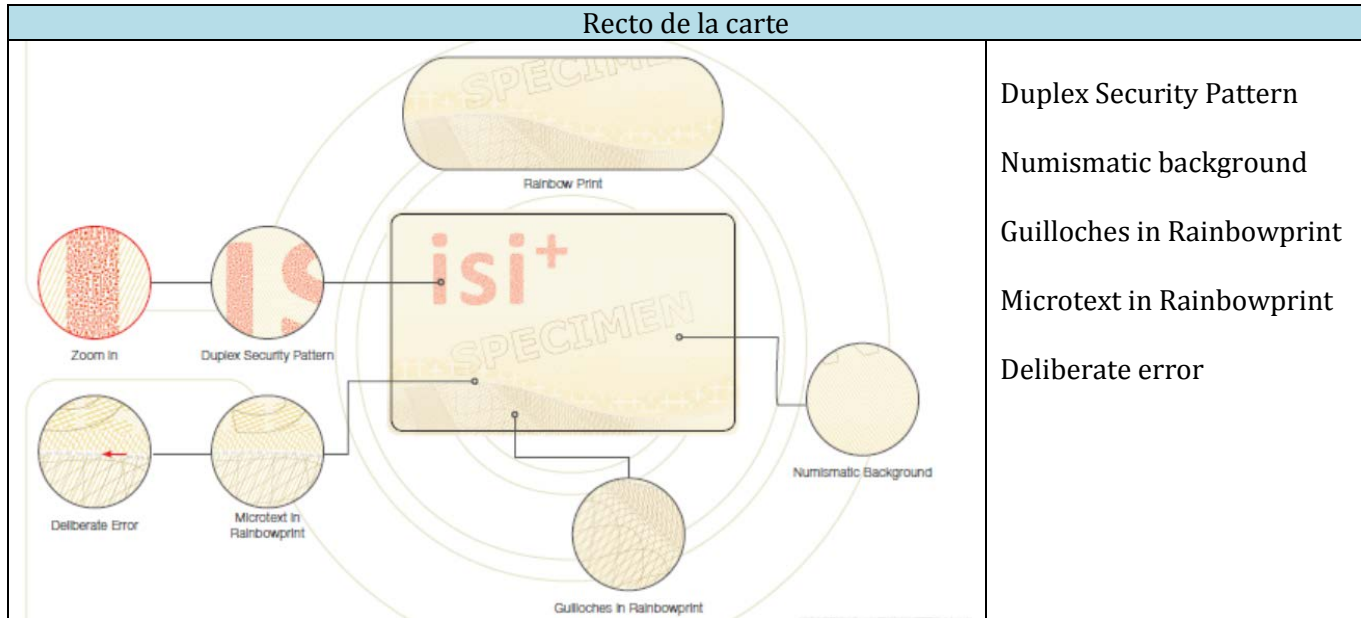 Recto de la carte
SPECIMEN
Rainbow Print
isi+
SPECIMEN
IS
Zoom In
Duplex Security Pattern
Numismatic Background
Deliberate Error
Microtext in
Rainbowprint
Guilloches in Rainbowprint
Duplex Security Pattern
Numismatic background
Guilloches in Rainbowprint
Microtext in Rainbowprint
Deliberate error